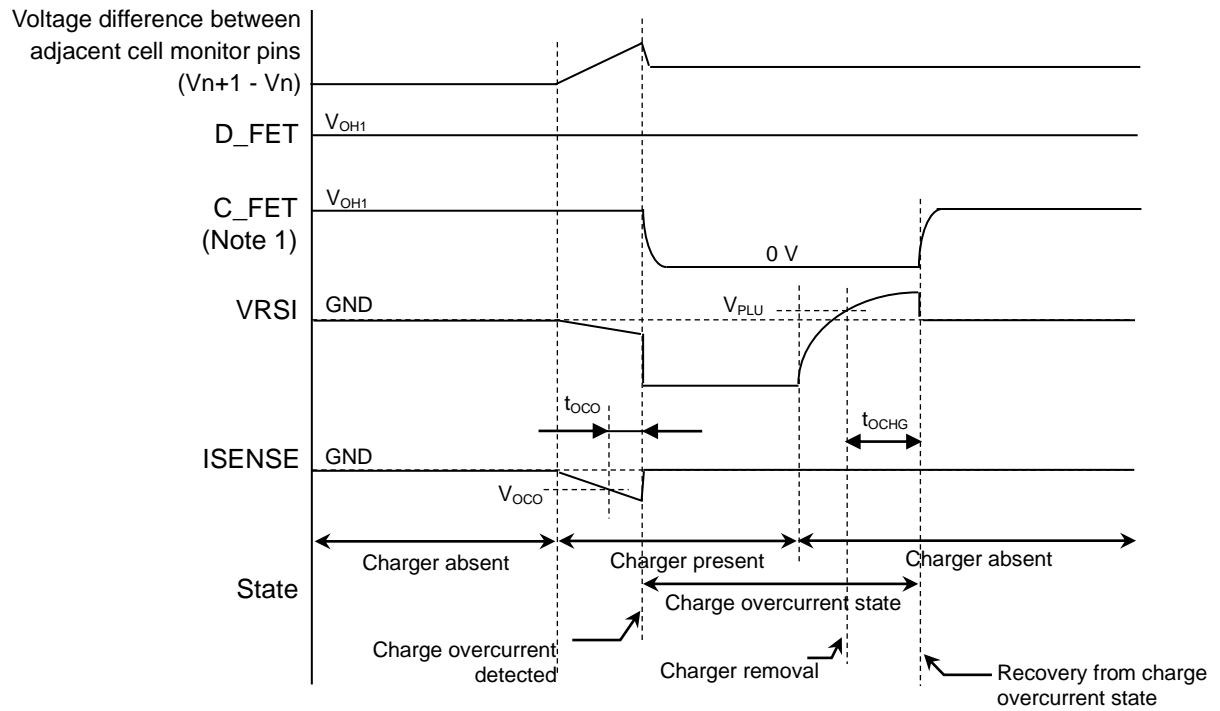 Voltage difference between
adjacent cell monitor pins
(Vn+1 - Vn)
D_FET
VOH1
C_FET
(Note 1)
VOH1
0 V
VRSI
GND
VPLU
tOCO
tOCHG
ISENSE
GND
VOCO
Charger absent
Charger present
Charger absent
State
Charge overcurrent state
Charge overcurrent
detected
Charger removal
Recovery from charge
overcurrent state